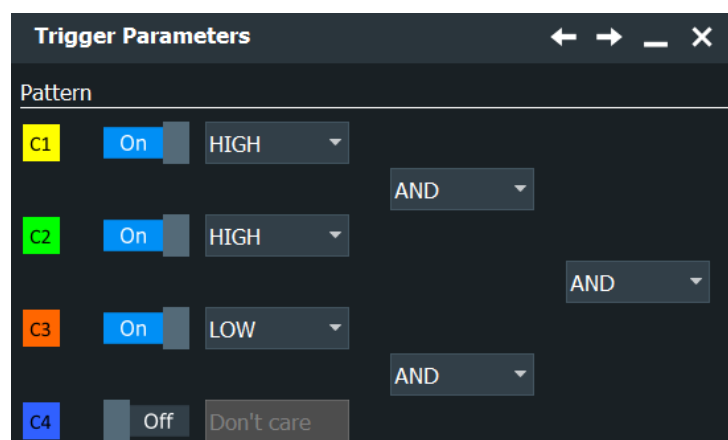 Trigger Parameters
Pattern
C1 On HIGH
AND
C2 On HIGH
AND
C3 On LOW
AND
C4 Off Don't care